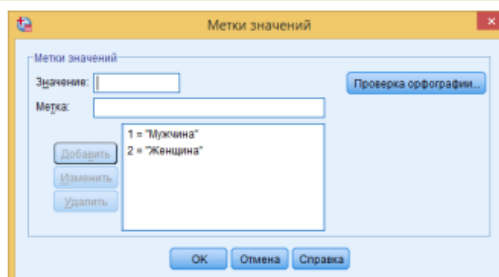 Метки значений
Метки значений
Значение:
Проверка орфографии...
Метка:
1 = "Мужчина"
2 = "Женщина"
Добавить
Изменить
Удалить
OK Отмена Справка